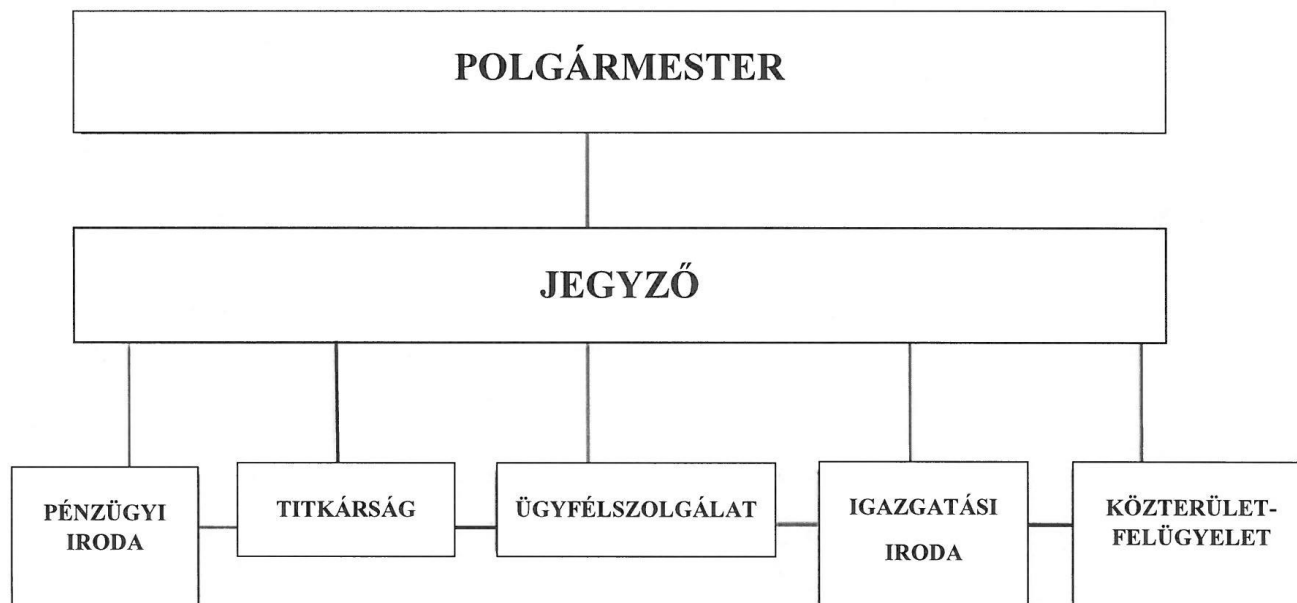 POLGÁRMESTER
JEGYZŐ
PÉNZÜGYI
IRODA
TITKÁRSÁG
ÜGYFÉLSZOLGÁLAT
IGAZGATÁSI
IRODA
KÖZTERÜLET-
FELÜGYELET